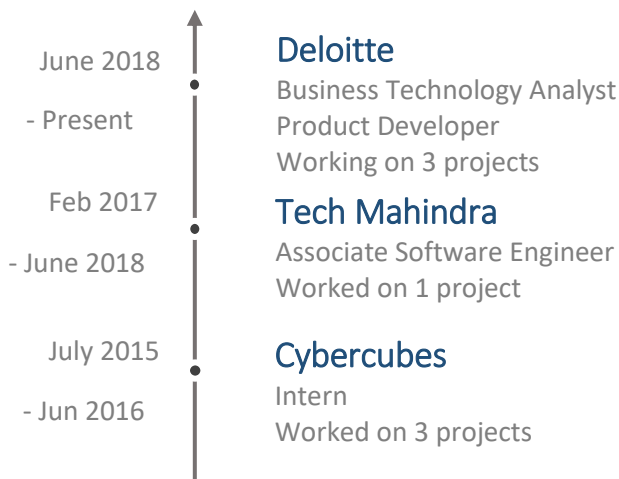 June 2018
- Present
Deloitte
Business Technology Analyst
Product Developer
Working on 3 projects
Feb 2017
- June 2018
Tech Mahindra
Associate Software Engineer
Worked on 1 project
July 2015
- Jun 2016
Cybercubes
Intern
Worked on 3 projects